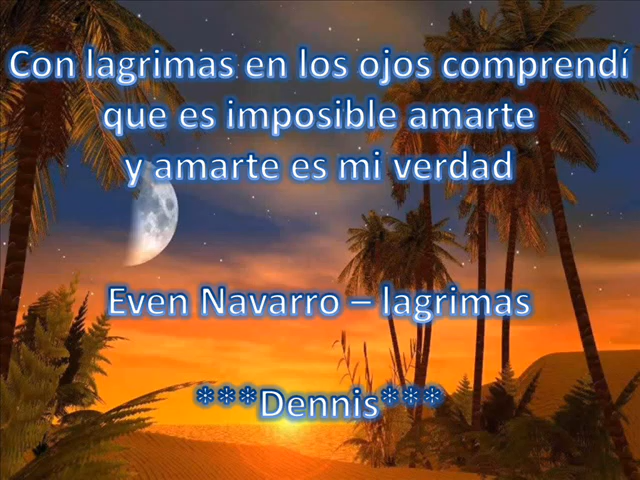 Con lagrimas en los ojos comprendí
que es imposible amarte
y amarte es mi verdad
Even Navarro – lagrimas
***Dennis***